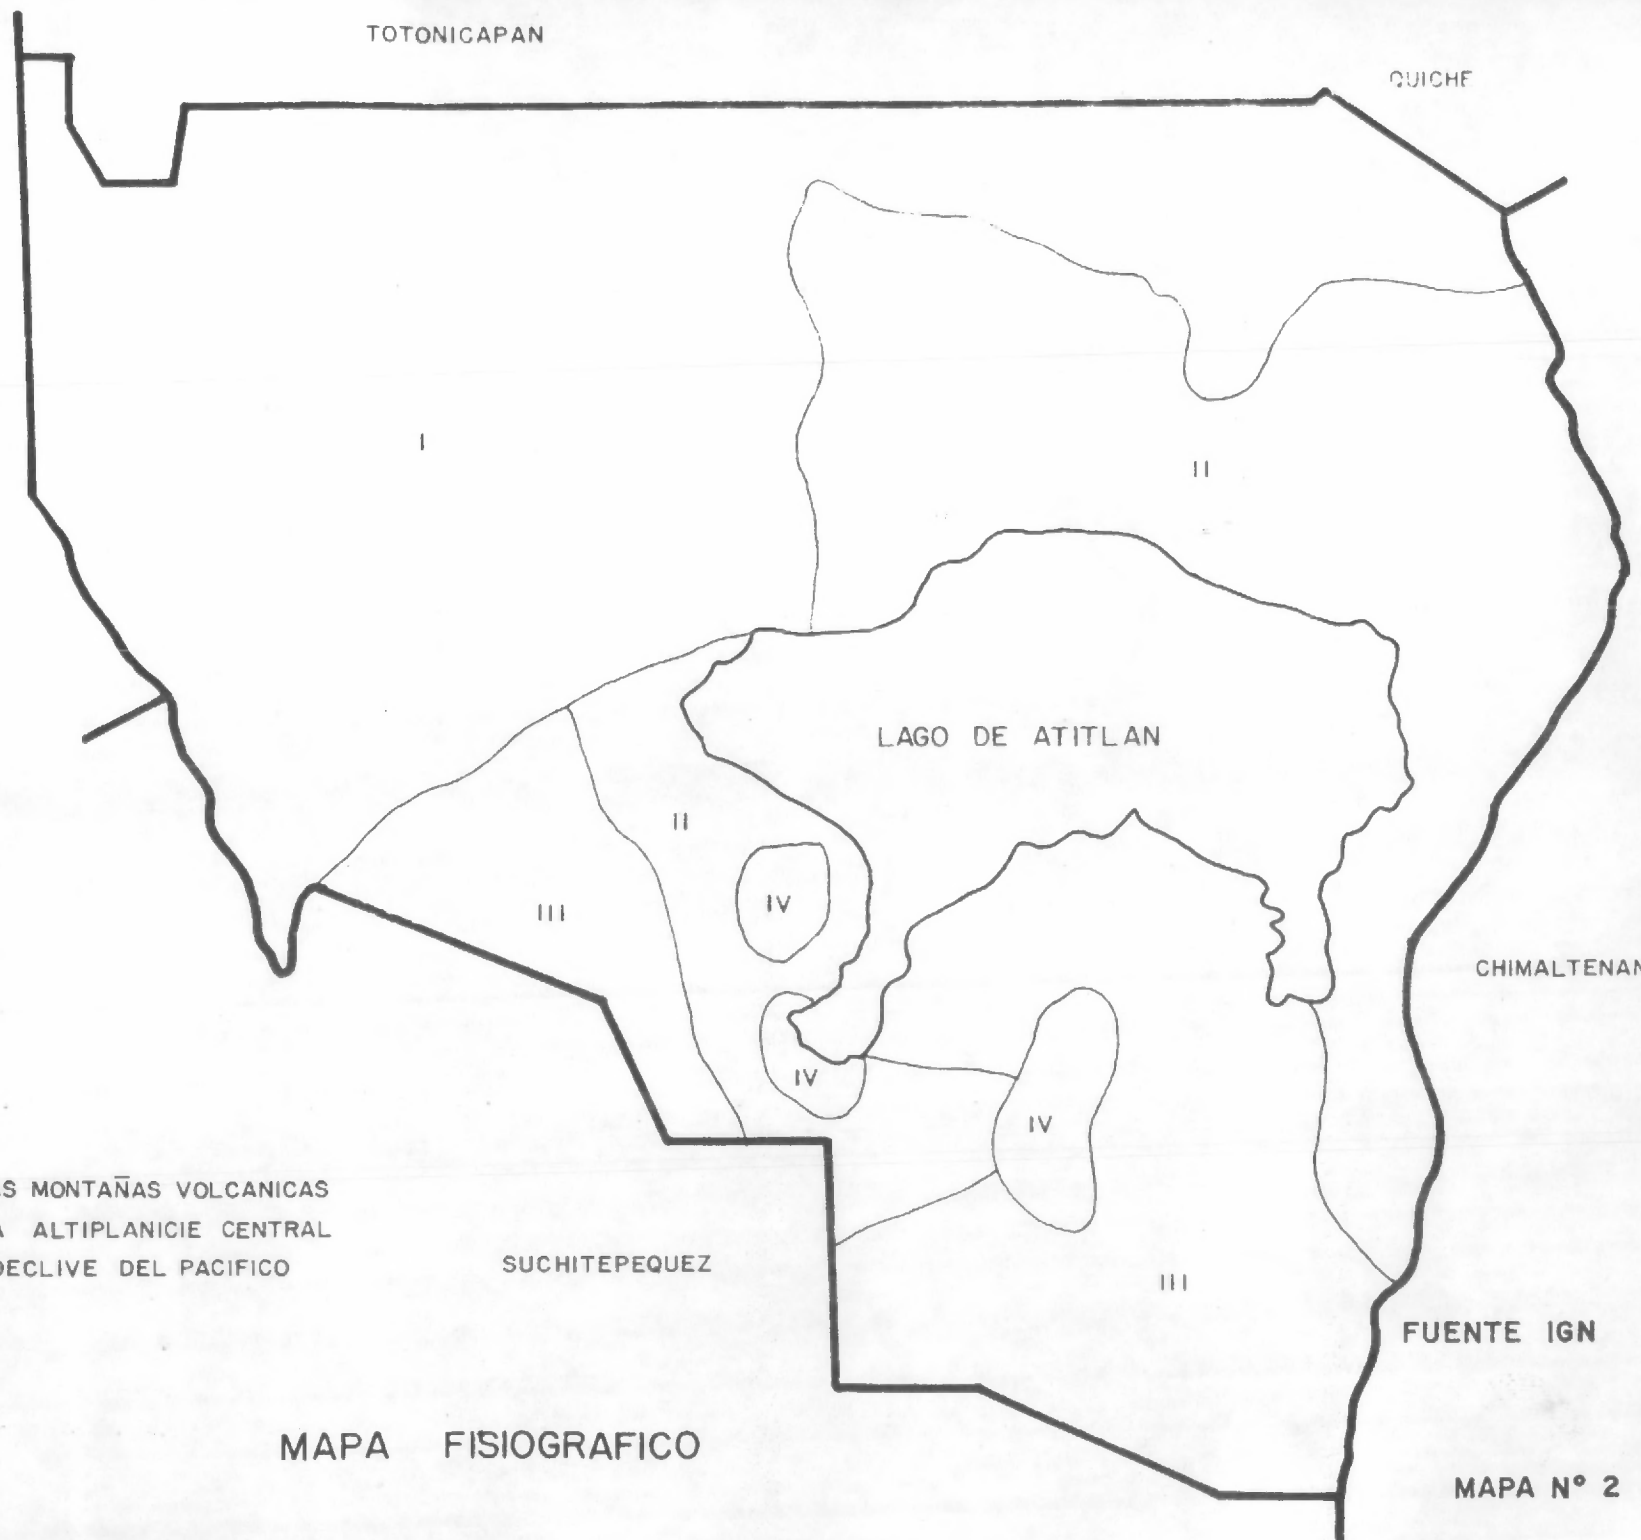 TOTONICAPAN
QUICHE
I
II
LAGO DE ATITLAN
II
IV
III
CHIMALTENAN
IV
IV
S MONTAÑAS VOLCANICAS
A ALTIPLANICIE CENTRAL
DECLIVE DEL PACIFICO
SUCHITEPEQUEZ
III
FUENTE IGN
MAPA FISIOGRAFICO
MAPA Nº 2